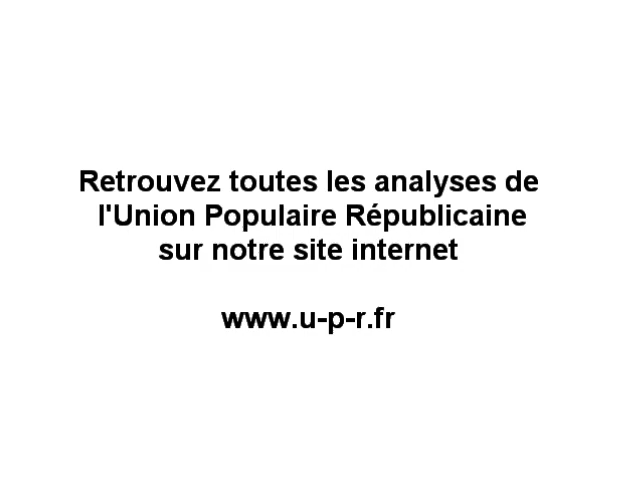 Retrouvez toutes les analyses de
l'Union Populaire Républicaine
sur notre site internet
www.u-p-r.fr